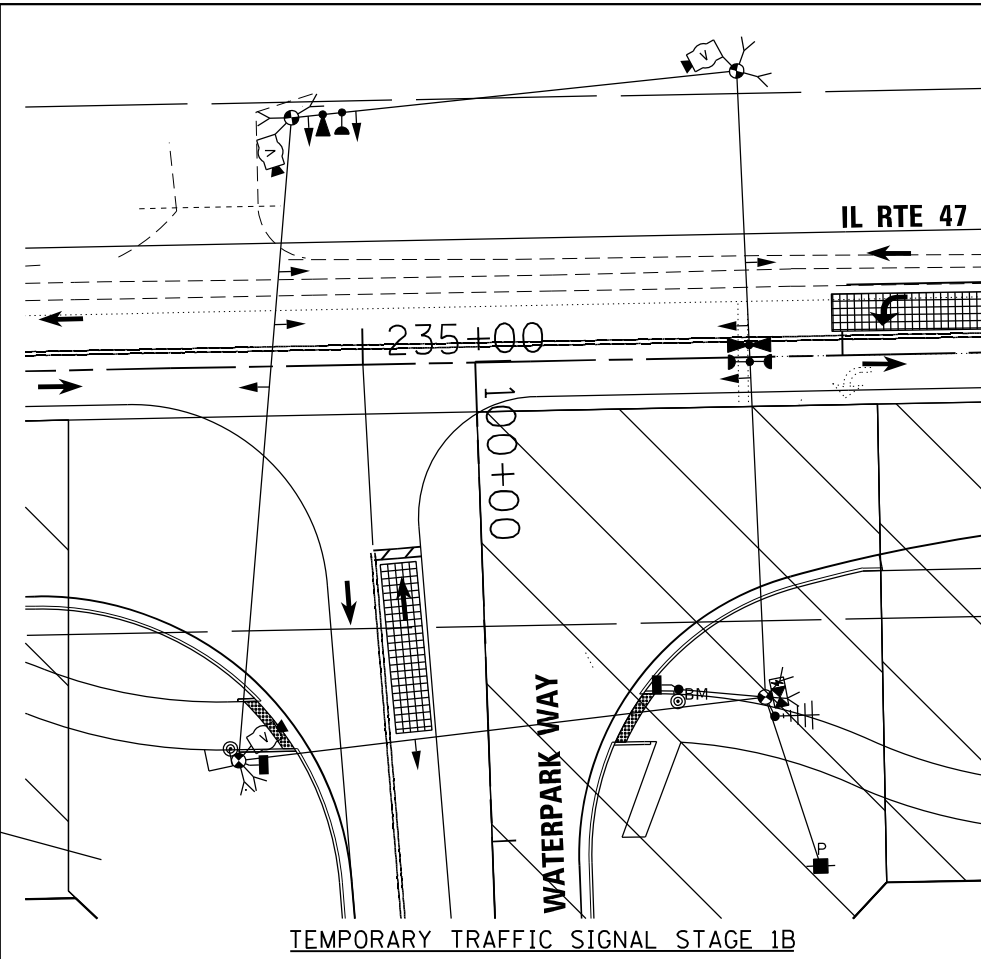 V
V
IL RTE 47
235+00
100+00
WATERPARK WAY
BM
V
P
TEMPORARY TRAFFIC SIGNAL STAGE 1B